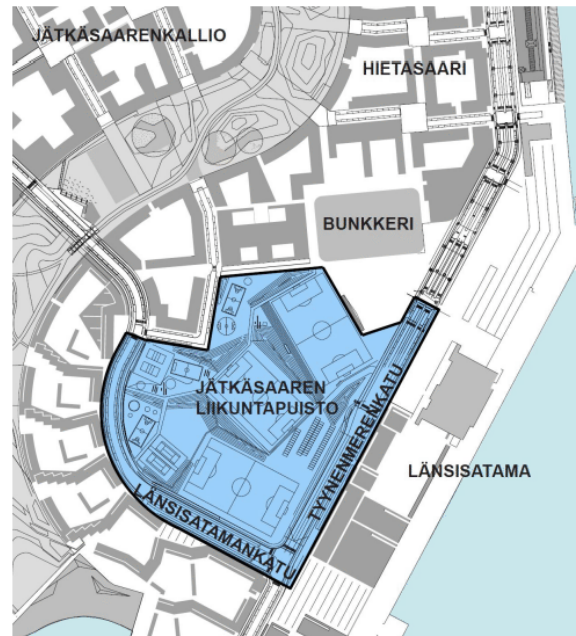 JÄTKÄSAARENKALLIO
HIETASAARI
BUNKKERI
JÄTKÄSAAREN
LIIKUNTAPUISTO
TYYNENMERENKATU
LÄNSISATAMA
LÄNSISATAMANKATU